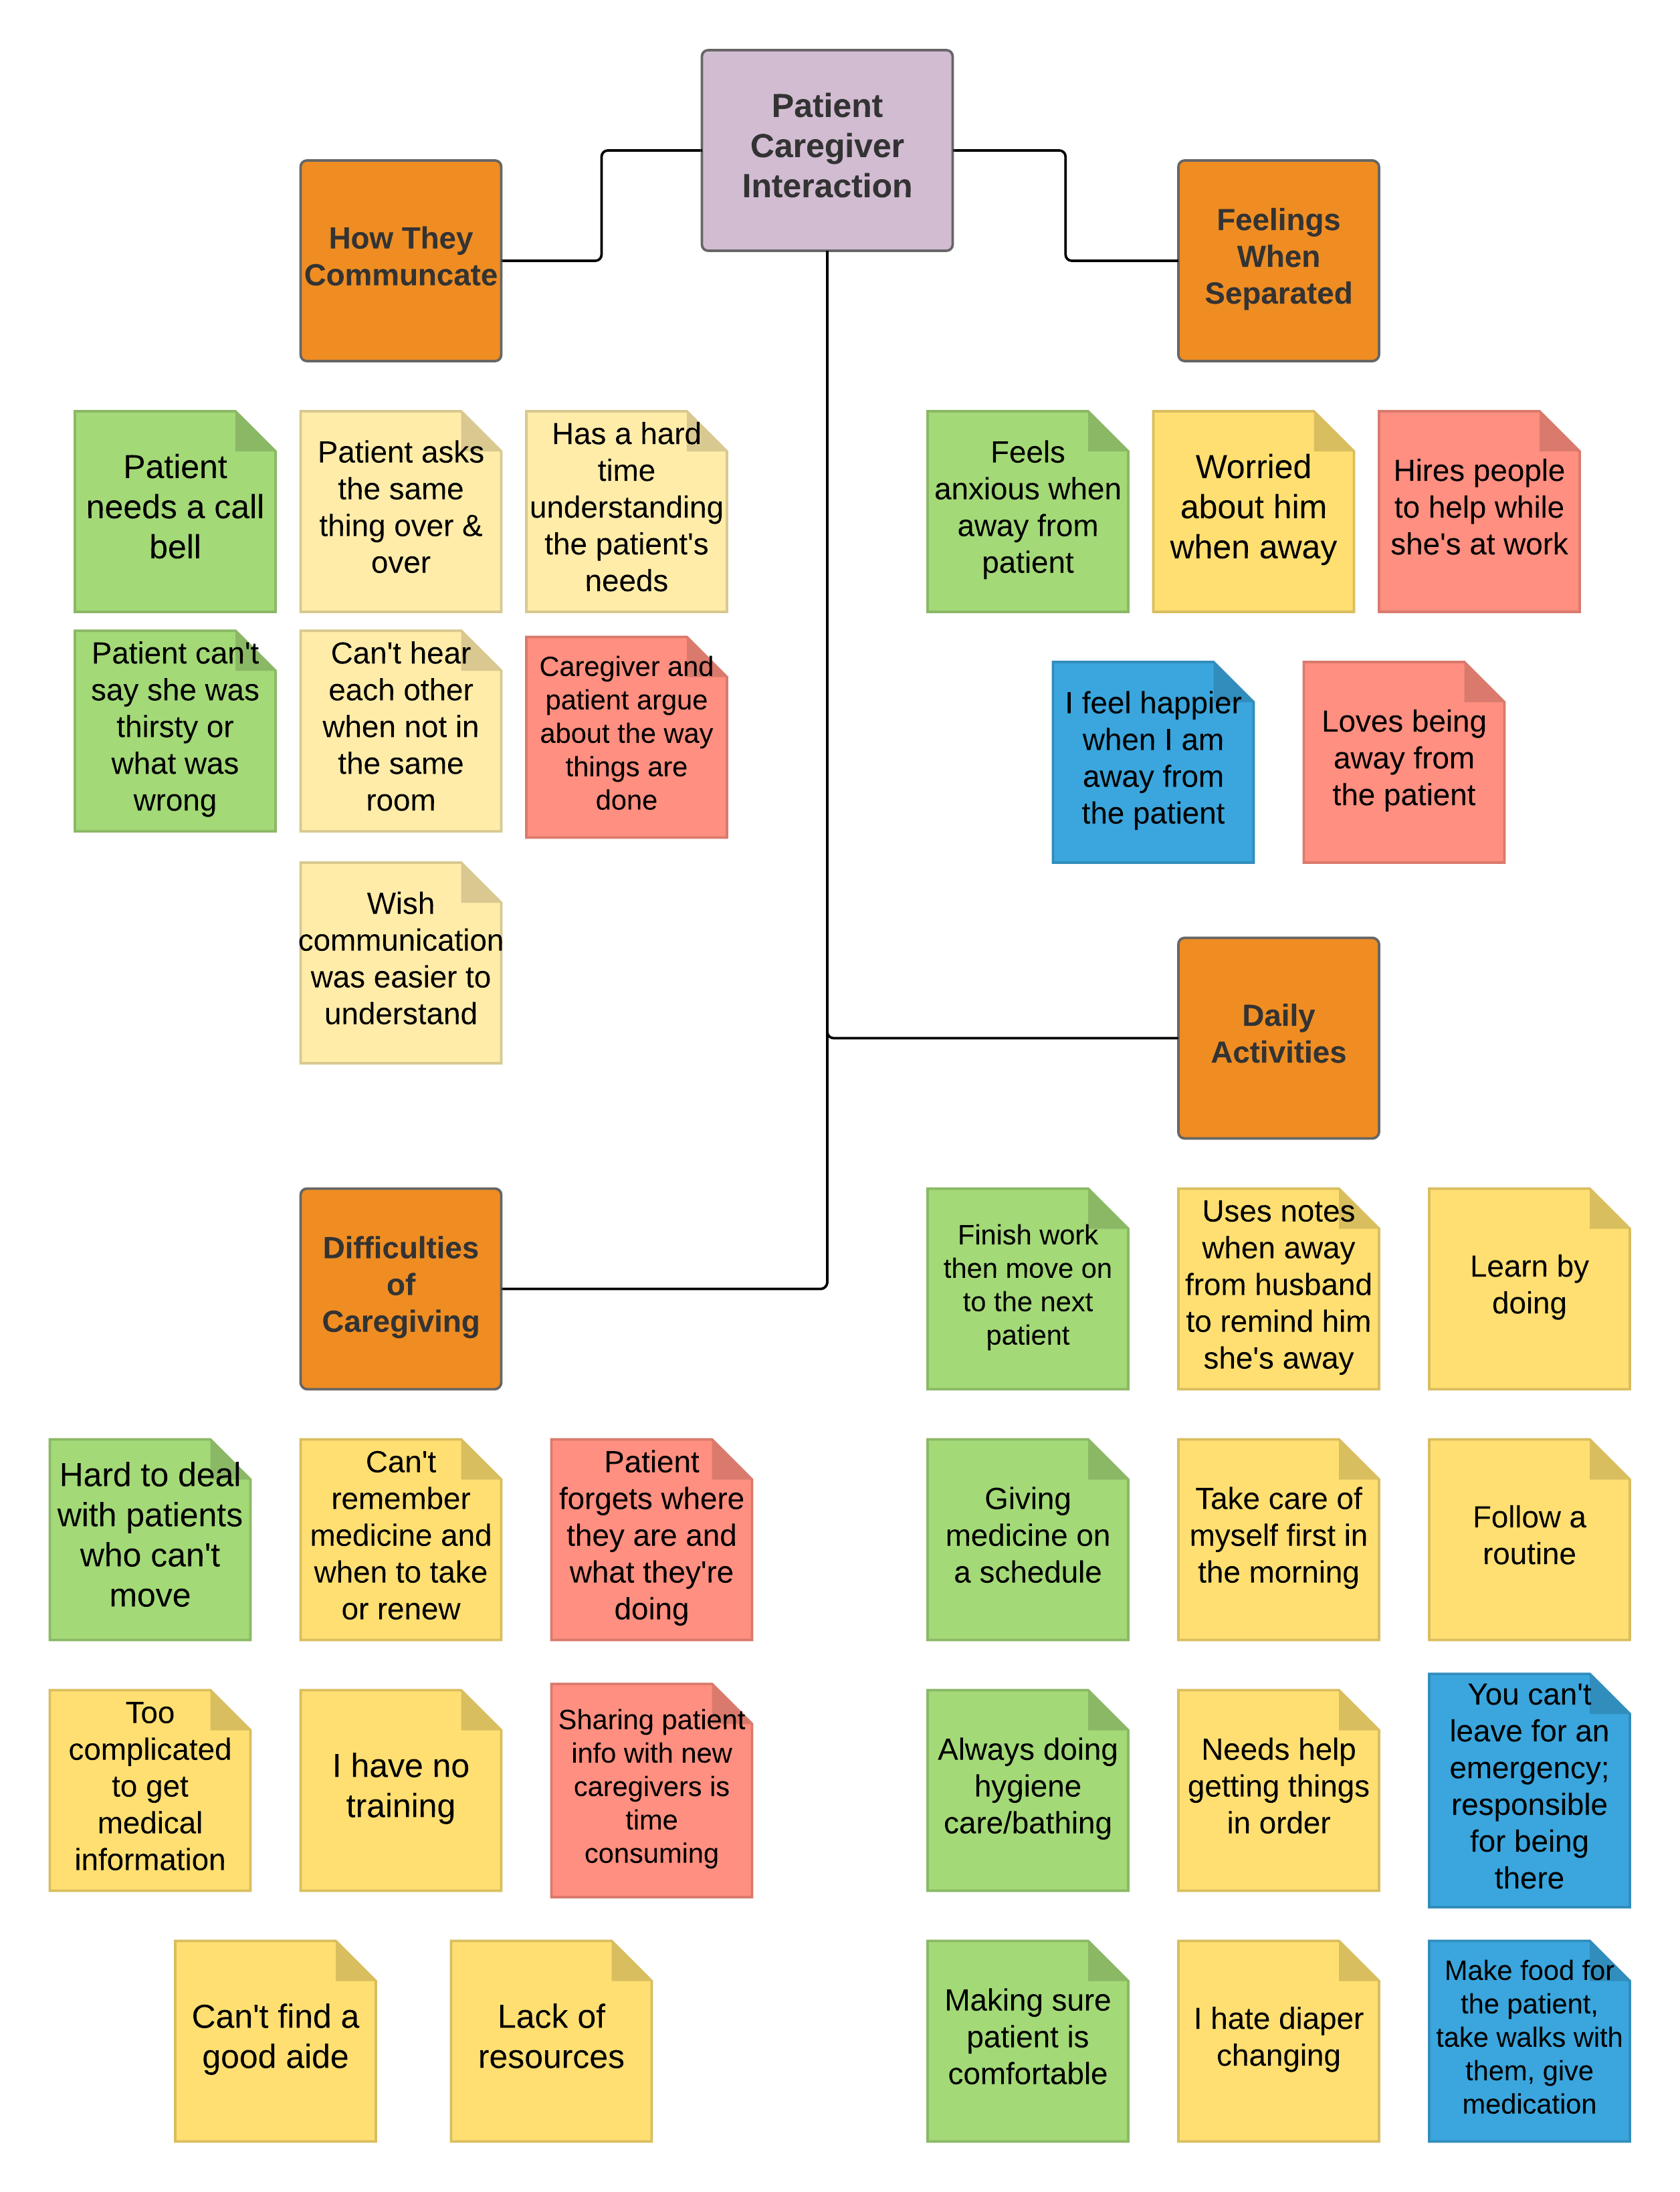 Patient
Caregiver
Interaction
How They
Communcate
Feelings
When
Separated
Patient
needs a call
bell
Patient asks
the same
thing over &
over
Has a hard
time
understanding
the patient's
needs
Patient can't
say she was
thirsty or
what was
wrong
Can't hear
each other
when not in
the same
room
Caregiver and
patient argue
about the way
things are
done
Wish
communication
was easier to
understand
Feels
anxious when
away from
patient
Worried
about him
when away
Hires people
to help while
she's at work
I feel happier
when I am
away from
the patient
Loves being
away from
the patient
Daily
Activities
Difficulties
of
Caregiving
Hard to deal
with patients
who can't
move
Can't
remember
medicine and
when to take
or renew
Patient
forgets where
they are and
what they're
doing
Too
complicated
to get
medical
information
I have no
training
Sharing patient
info with new
caregivers is
time
consuming
Can't find a
good aide
Lack of
resources
Finish work
then move on
to the next
patient
Uses notes
when away
from husband
to remind him
she's away
Learn by
doing
Giving
medicine on
a schedule
Take care of
myself first in
the morning
Follow a
routine
Always doing
hygiene
care/bathing
Needs help
getting things
in order
You can't
leave for an
emergency;
responsible
for being
there
Making sure
patient is
comfortable
I hate diaper
changing
Make food for
the patient,
take walks with
them, give
medication